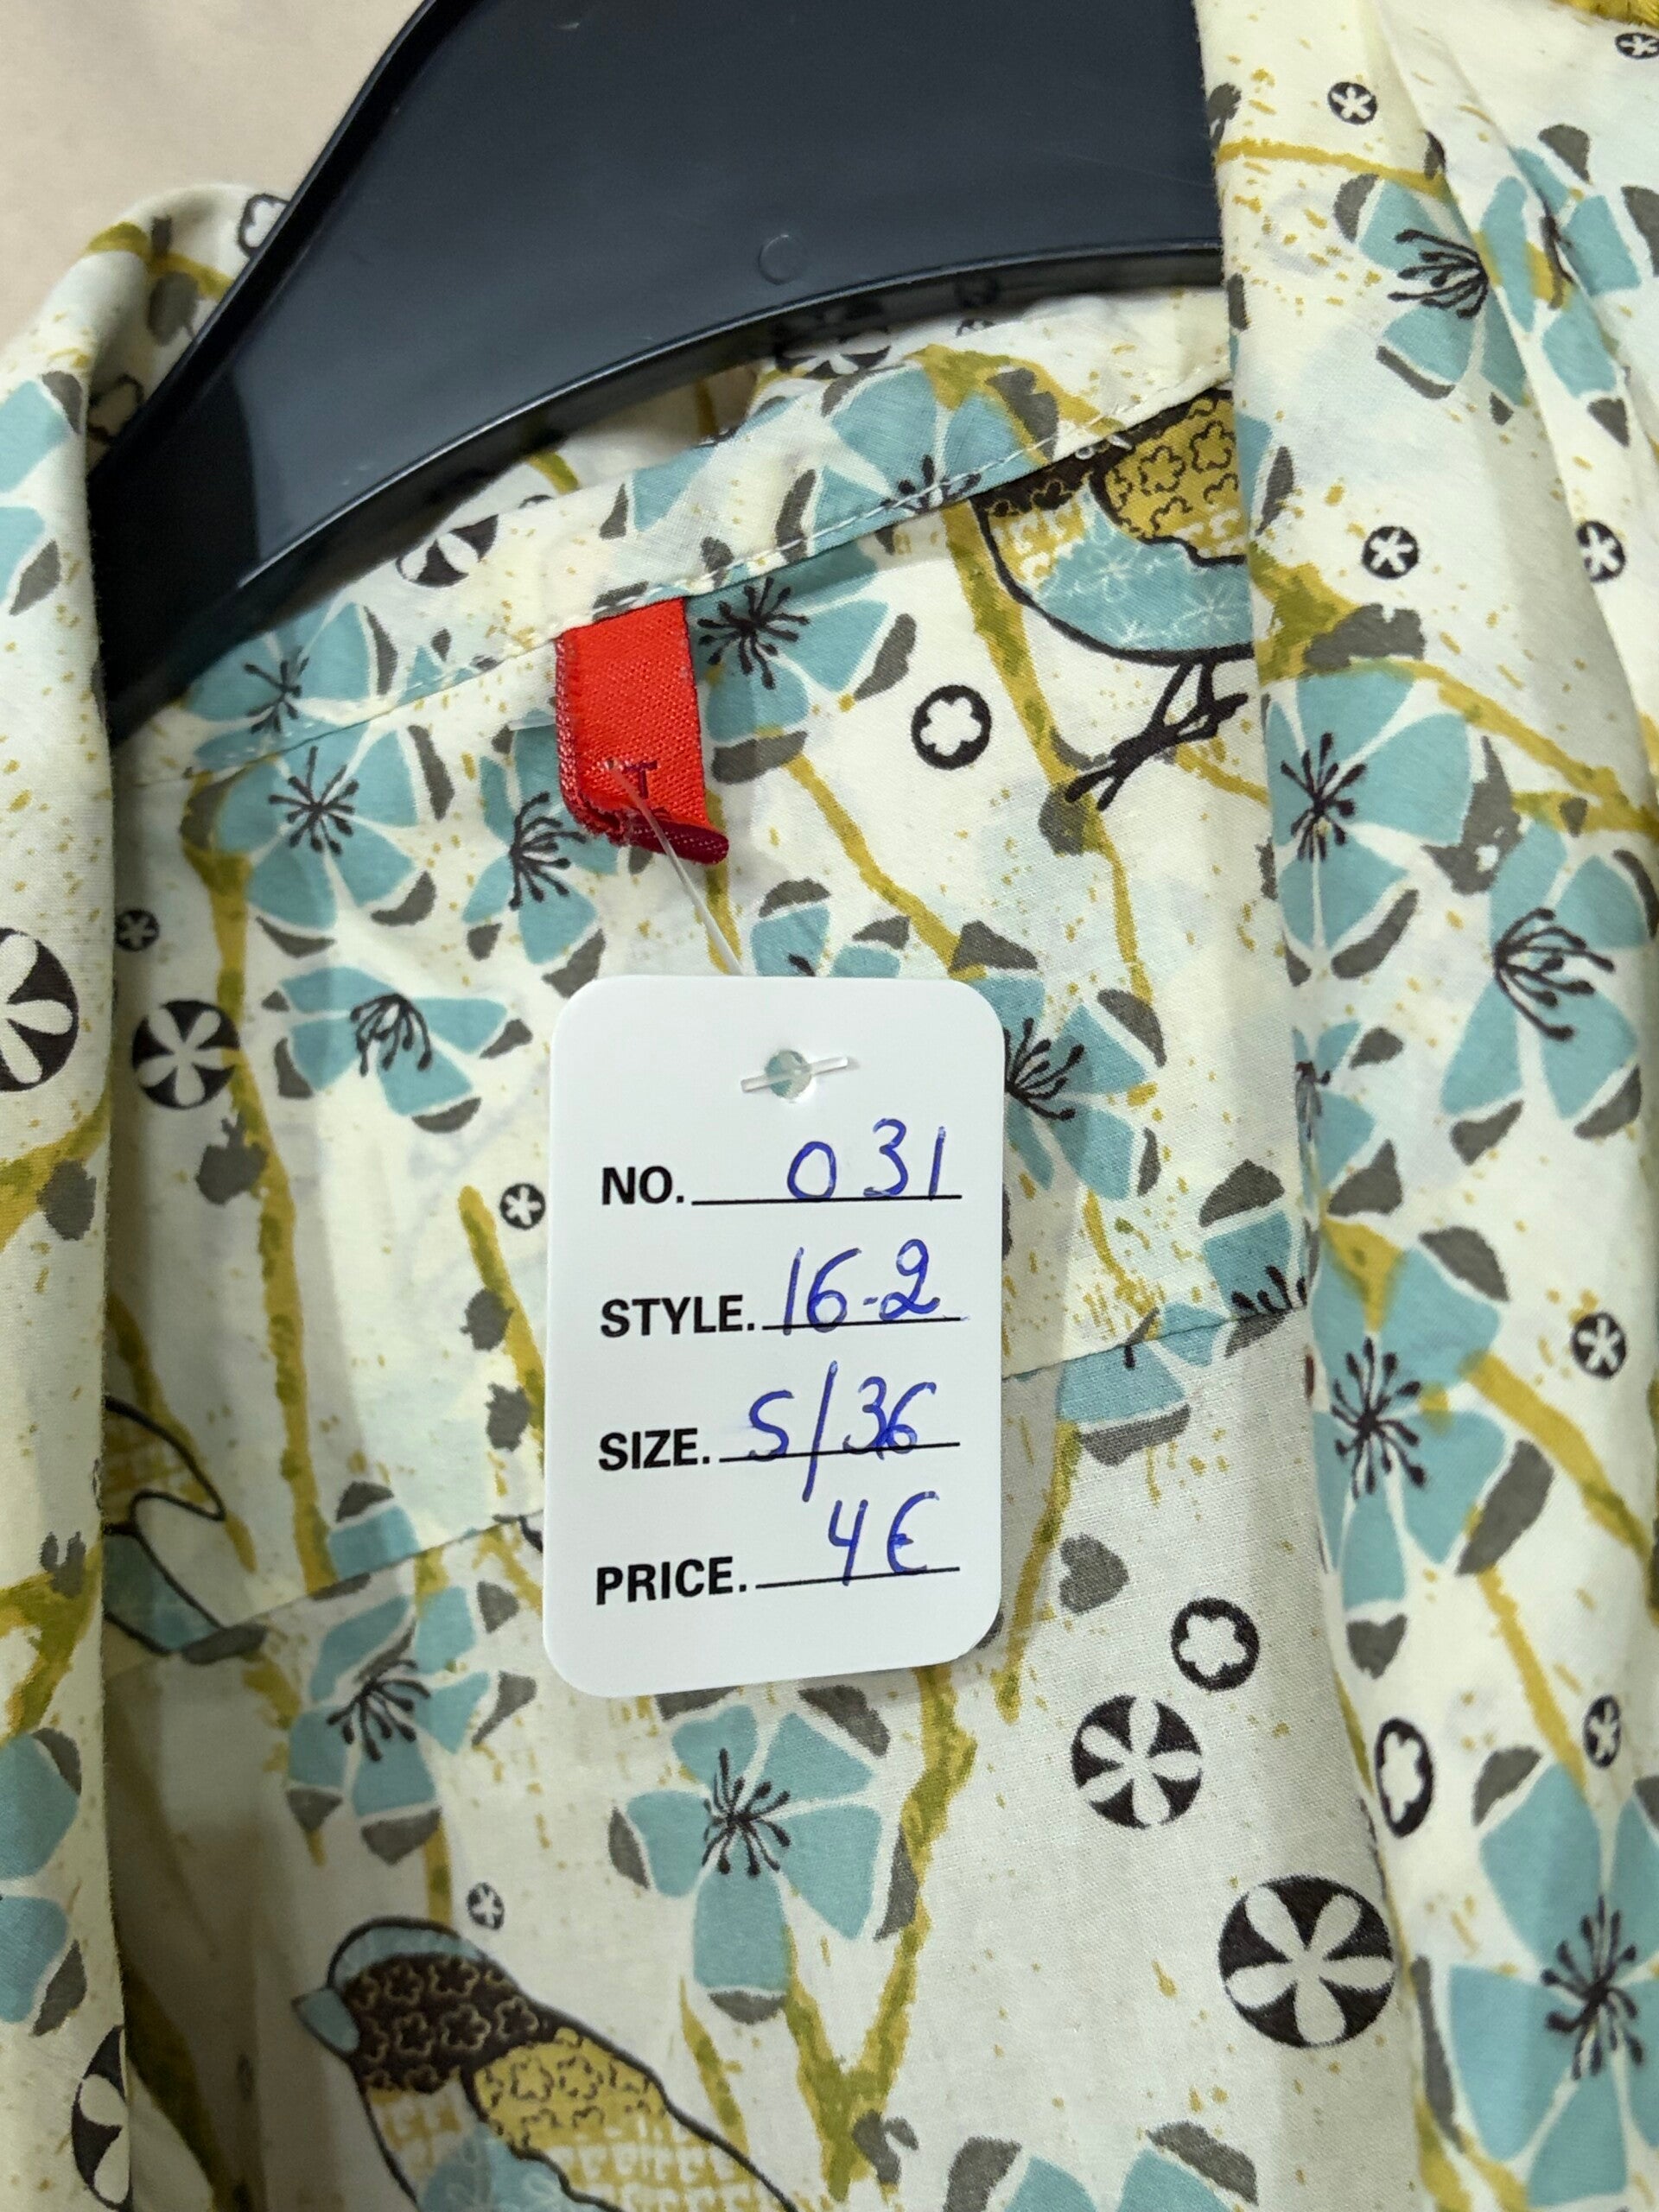 NO. 031
STYLE. 16-2
SIZE. S/36
PRICE. 4€